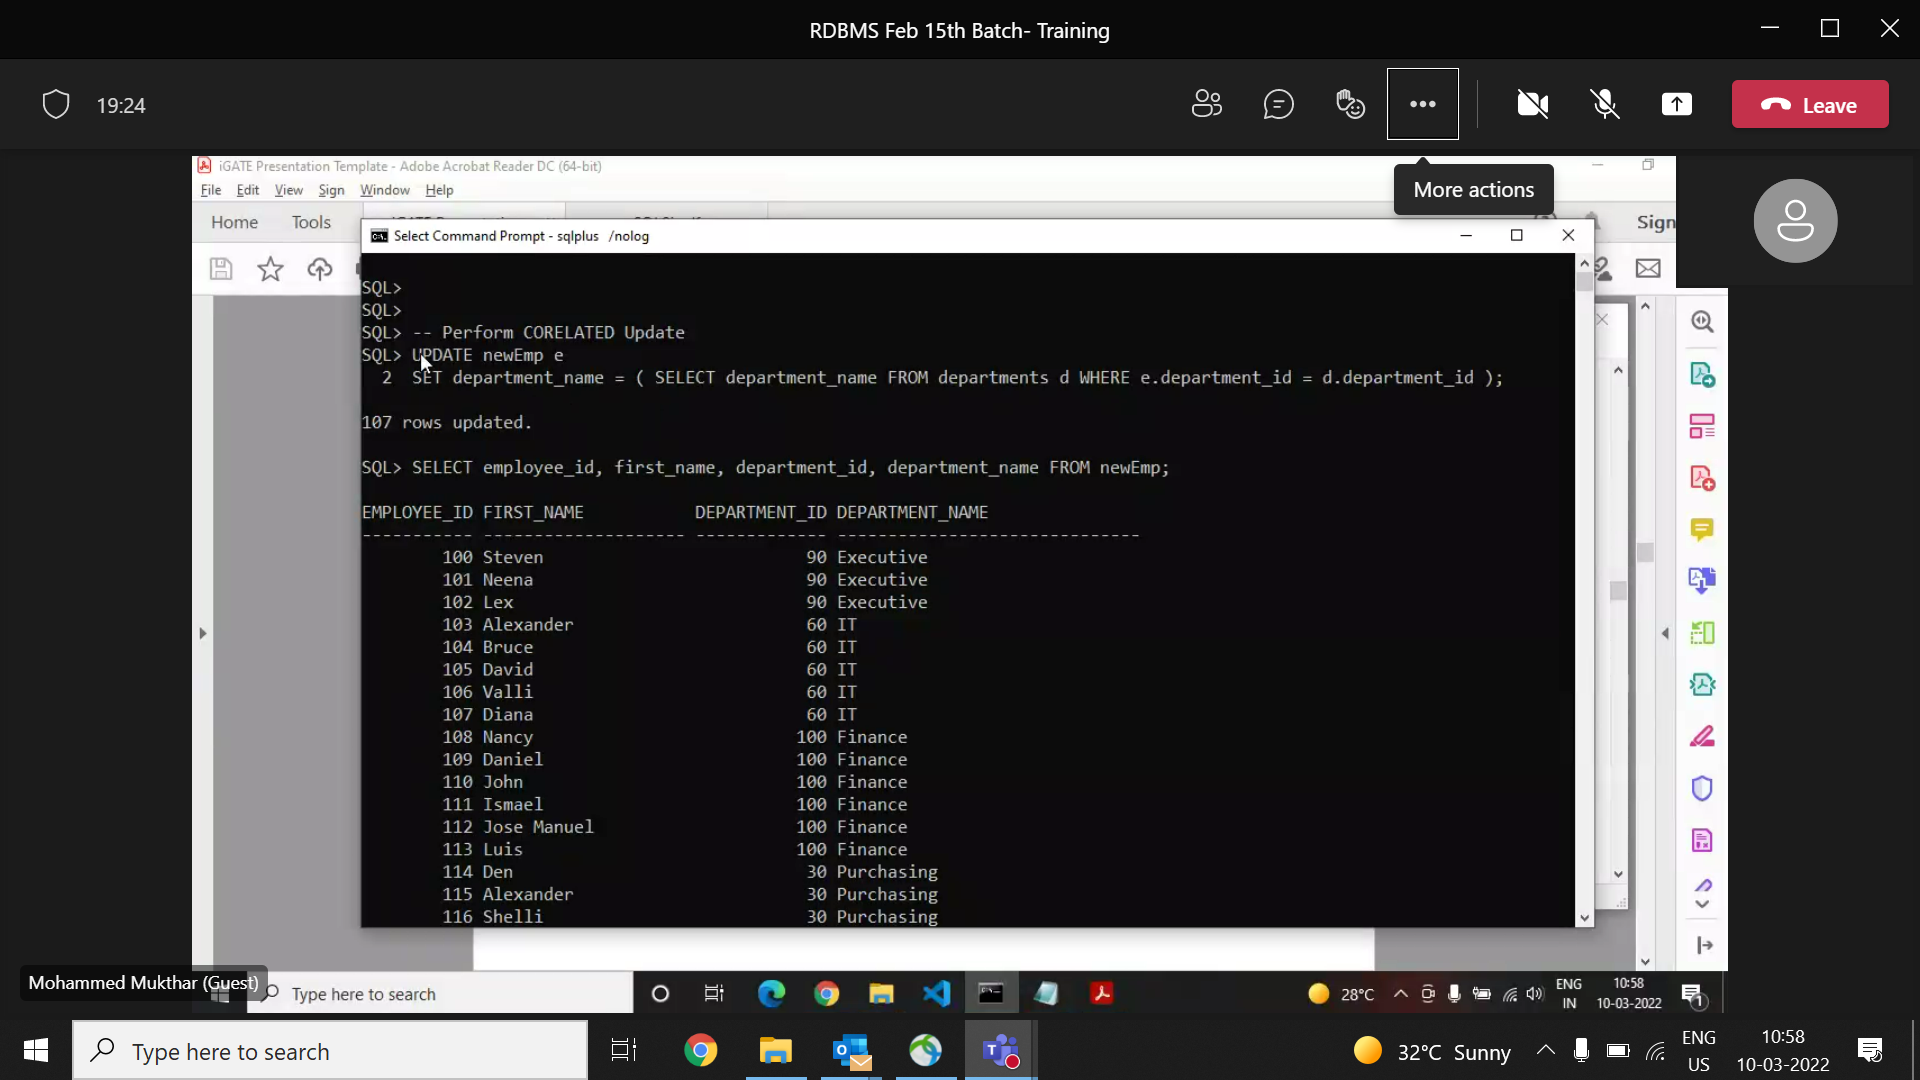 RDBMS Feb 15th Batch- Training
19:24
Leave
More actions
iGATE Presentation Template - Adobe Acrobat Reader DC (64-bit)
File Edit View Sign Window Help
Home Tools
Sign
Select Command Prompt - sqlplus /nolog
SQL>
SQL>
SQL> -- Perform CORELATED Update
SQL> UPDATE newEmp e
2 SET department_name = ( SELECT department_name FROM departments d WHERE e.department_id = d.department_id );
107 rows updated.
SQL> SELECT employee_id, first_name, department_id, department_name FROM newEmp;
EMPLOYEE_ID FIRST_NAME DEPARTMENT_ID DEPARTMENT_NAME
----------- -------------------- ------------- ------------------------------
100 Steven 90 Executive
101 Neena 90 Executive
102 Lex 90 Executive
103 Alexander 60 IT
104 Bruce 60 IT
105 David 60 IT
106 Valli 60 IT
107 Diana 60 IT
108 Nancy 100 Finance
109 Daniel 100 Finance
110 John 100 Finance
111 Ismael 100 Finance
112 Jose Manuel 100 Finance
113 Luis 100 Finance
114 Den 30 Purchasing
115 Alexander 30 Purchasing
116 Shelli 30 Purchasing
Mohammed Mukthar (Guest)
Type here to search
28°C
ENG
IN
10:58
10-03-2022
1
Type here to search
32°C Sunny
ENG
US
10:58
10-03-2022